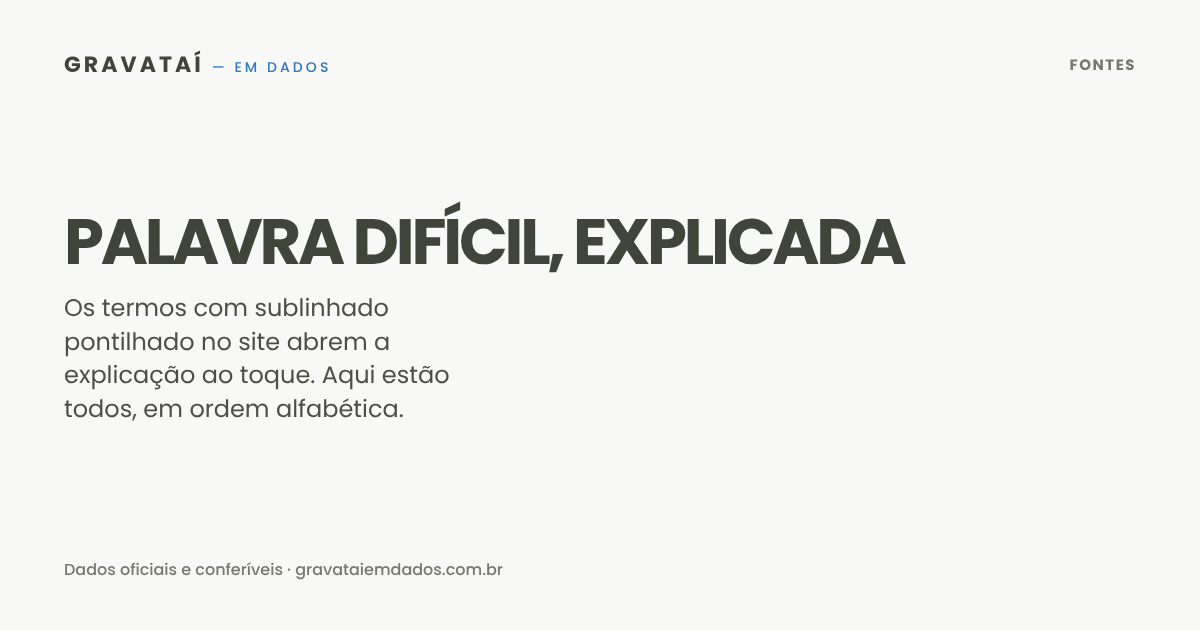 GRAVATAÍ — EM DADOS
FONTES
PALAVRA DIFÍCIL, EXPLICADA
Os termos com sublinhado
pontilhado no site abrem a
explicação ao toque. Aqui estão
todos, em ordem alfabética.
Dados oficiais e conferíveis · gravataiemdados.com.br